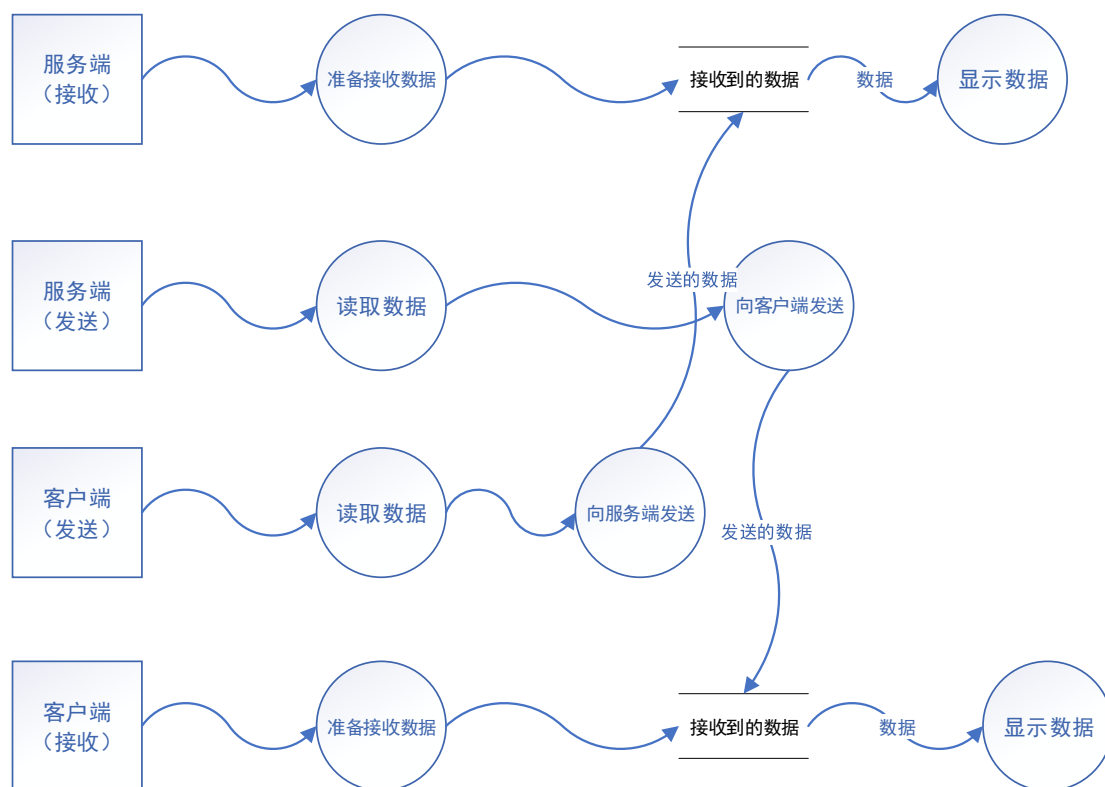 服务端
（接收）
准备接收数据
接收到的数据
数据
显示数据
服务端
（发送）
读取数据
发送的数据
向客户端发送
客户端
（发送）
读取数据
向服务端发送
发送的数据
客户端
（接收）
准备接收数据
接收到的数据
数据
显示数据